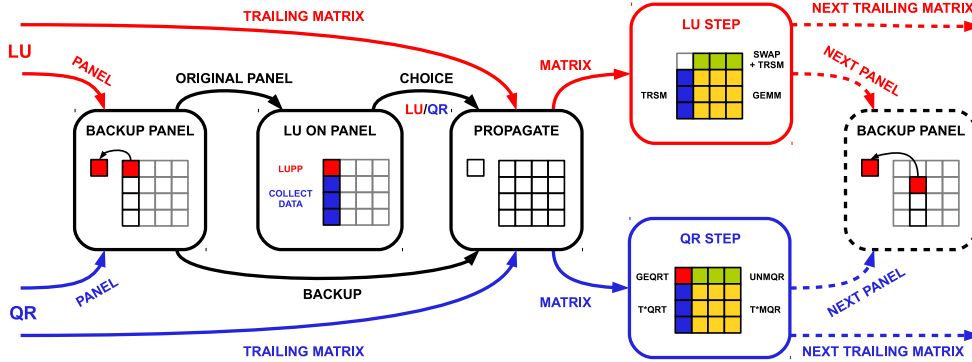 TRAILING MATRIX
LU
PANEL
ORIGINAL PANEL
CHOICE
LU/QR
MATRIX
LU STEP
SWAP
+ TRSM
TRSM
GEMM
NEXT TRAILING MATRIX
NEXT PANEL
BACKUP PANEL
LU ON PANEL
LUPP
COLLECT
DATA
PROPAGATE
BACKUP PANEL
QR STEP
GEQRT
UNMQR
T*QRT
T*MQR
QR
PANEL
BACKUP
MATRIX
NEXT PANEL
TRAILING MATRIX
NEXT TRAILING MATRIX